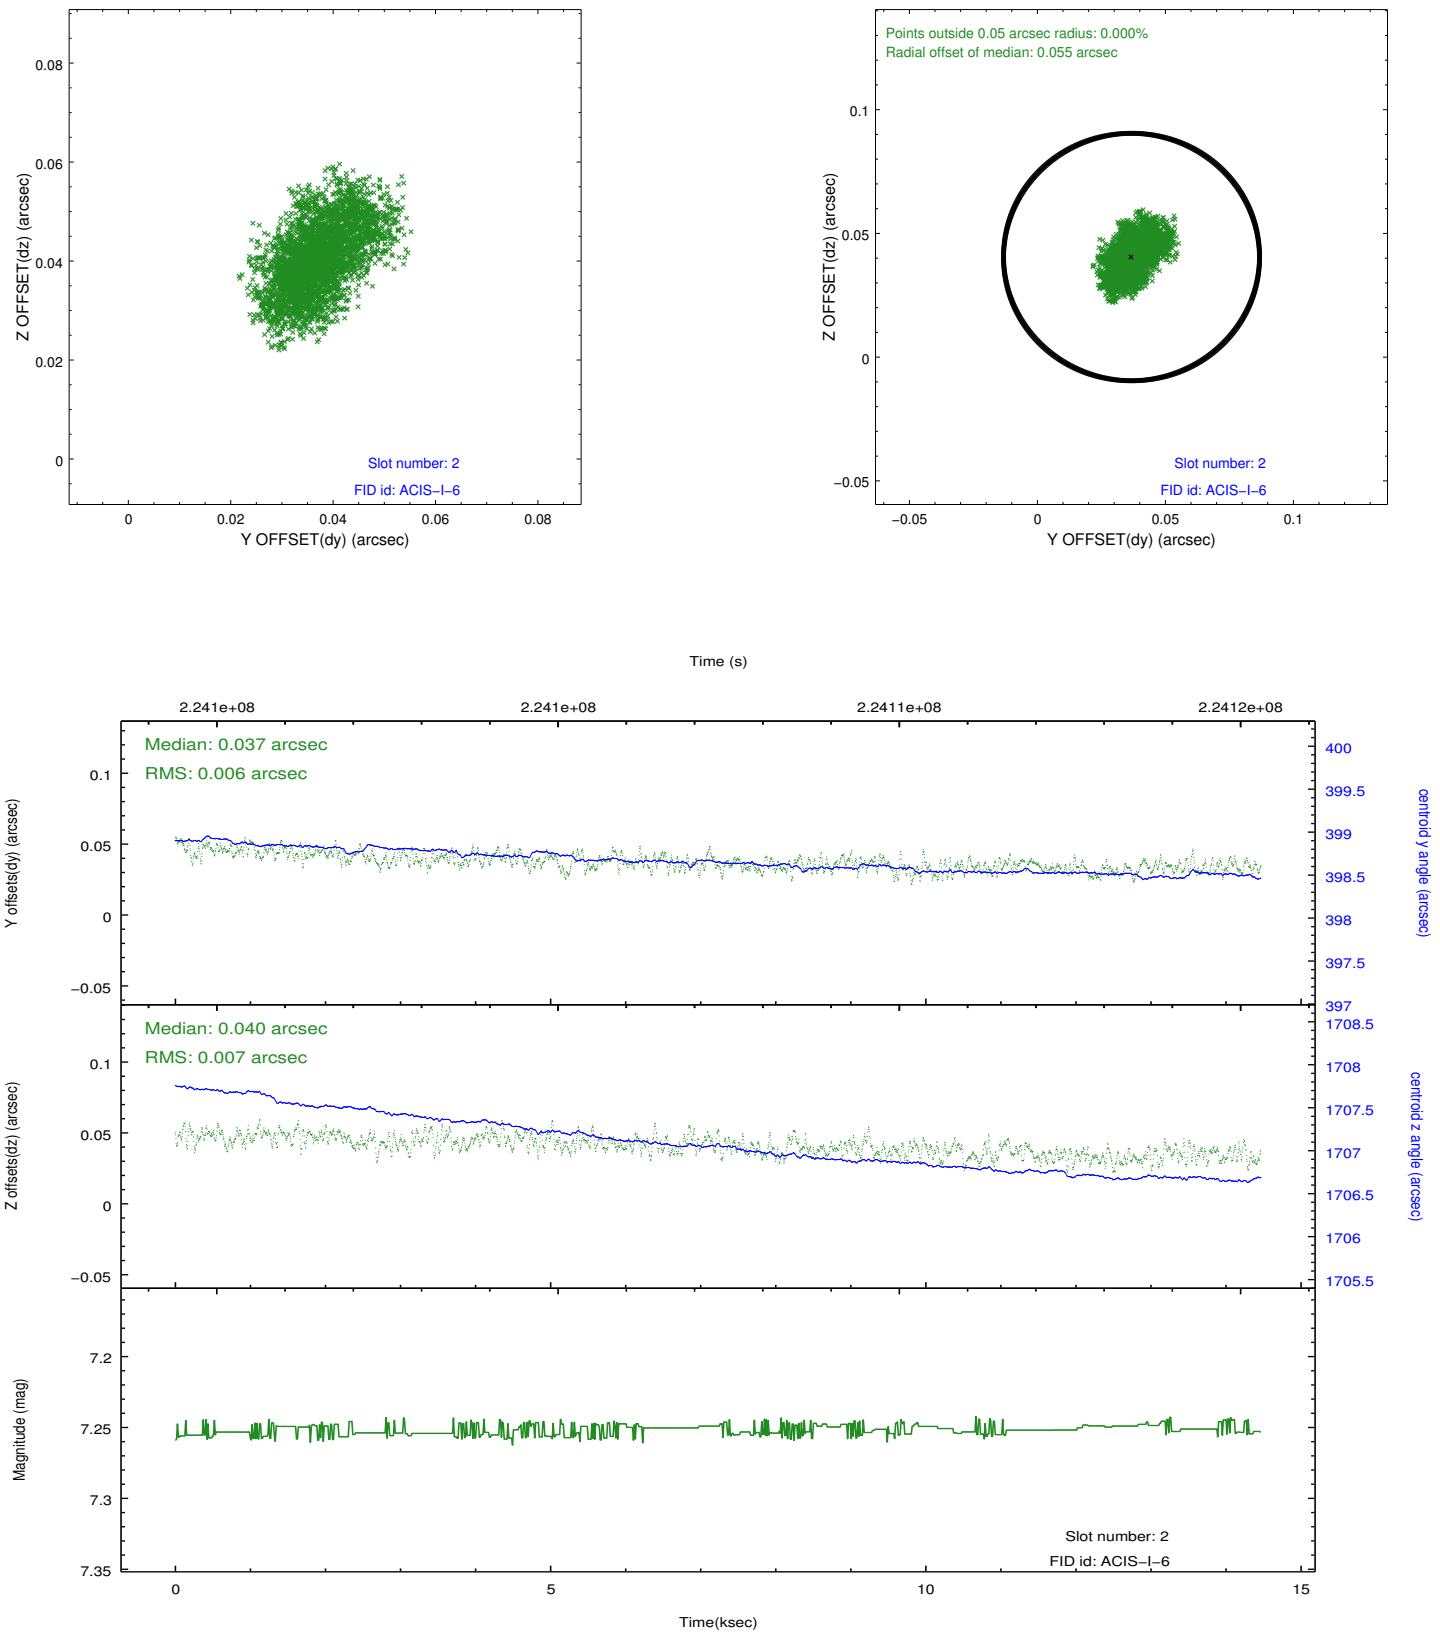 0.08
0.06
0.04
0.02
0
Z OFFSET(dz) (arcsec)
Slot number: 2
FID id: ACIS−I−6
0 0.02 0.04 0.06 0.08
Y OFFSET(dy) (arcsec)
Points outside 0.05 arcsec radius: 0.000%
Radial offset of median: 0.055 arcsec
0.1
0.05
0
−0.05
Z OFFSET(dz) (arcsec)
Slot number: 2
FID id: ACIS−I−6
−0.05 0 0.05 0.1
Y OFFSET(dy) (arcsec)
Time (s)
2.241e+08 2.241e+08 2.2411e+08 2.2412e+08
Median: 0.037 arcsec
RMS: 0.006 arcsec
0.1
0.05
0
−0.05
Y offsets(dy) (arcsec)
400
399.5
399
398.5
398
397.5
397
centroid y angle (arcsec)
Median: 0.040 arcsec
RMS: 0.007 arcsec
0.1
0.05
0
−0.05
Z offsets(dz) (arcsec)
1708.5
1708
1707.5
1707
1706.5
1706
1705.5
centroid z angle (arcsec)
7.2
7.25
7.3
7.35
Magnitude (mag)
Slot number: 2
FID id: ACIS−I−6
0 5 10 15
Time(ksec)